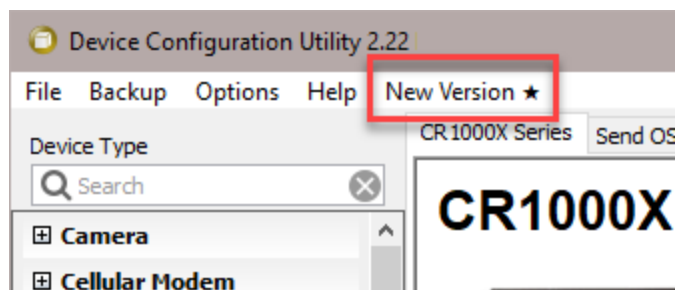 Device Configuration Utility 2.22
File Backup Options Help New Version ★
Device Type
CR1000X Series Send OS
Search
CR1000X
Camera
Cellular Modem